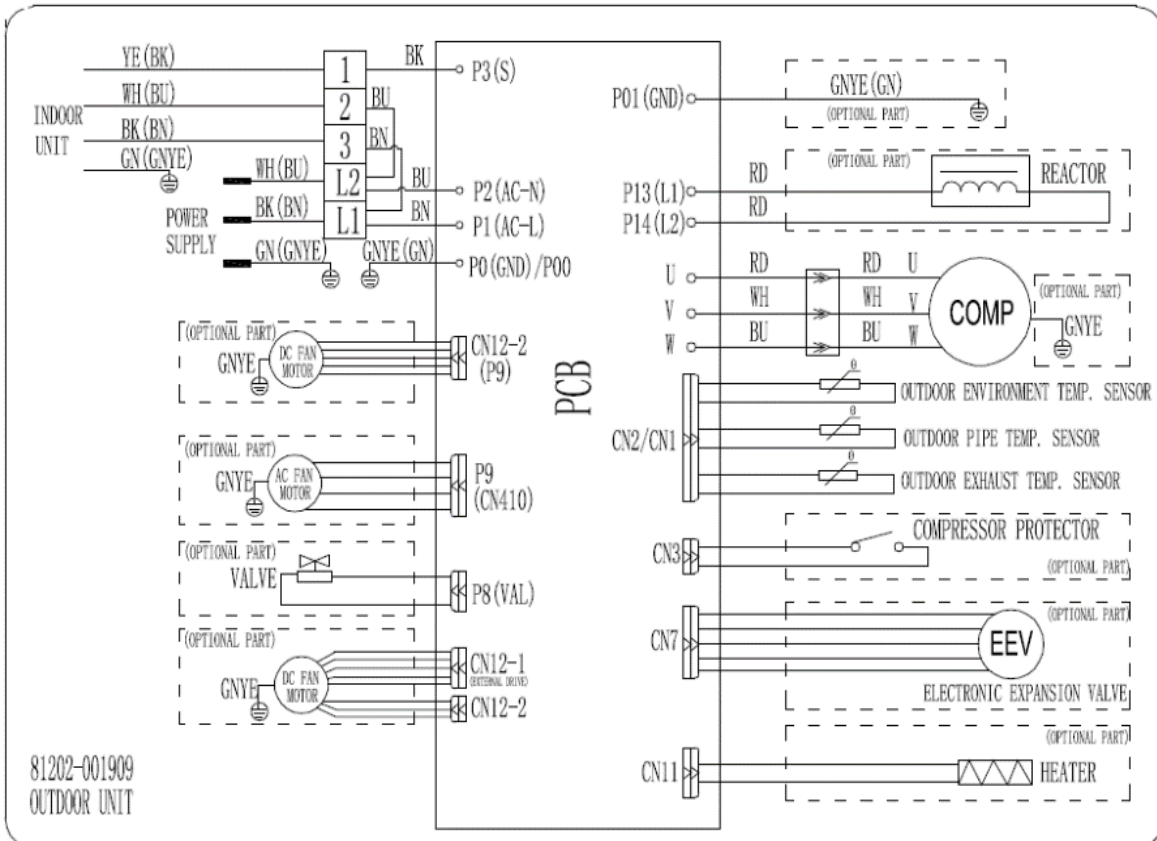 YE(BK)
WH(BU)
BK(BN)
GN(GNYE)
INDOOR
UNIT
1
2
3
L2
L1
BK
BU
BN
BU
BN
P3(S)
P2(AC-N)
P1(AC-L)
P0(GND)/P00
WH(BU)
BK(BN)
GN(GNYE)
GNYE(GN)
POWER
SUPPLY
(OPTIONAL PART)
GNYE
DC FAN
MOTOR
CN12-2
(P9)
(OPTIONAL PART)
GNYE
AC FAN
MOTOR
P9
(CN410)
(OPTIONAL PART)
VALVE
P8(VAL)
(OPTIONAL PART)
GNYE
DC FAN
MOTOR
CN12-1
(EXTERNAL DRIVE)
CN12-2
81202-001909
OUTDOOR UNIT
PCB
P01(GND)
GNYE(GN)
(OPTIONAL PART)
(OPTIONAL PART)
P13(L1)
RD
REACTOR
P14(L2)
RD
U RD RD U
V WH WH V
W BU BU W
COMP
(OPTIONAL PART)
GNYE
CN2/CN1
θ
OUTDOOR ENVIRONMENT TEMP. SENSOR
θ
OUTDOOR PIPE TEMP. SENSOR
θ
OUTDOOR EXHAUST TEMP. SENSOR
CN3
COMPRESSOR PROTECTOR
(OPTIONAL PART)
CN7
(OPTIONAL PART)
EEV
ELECTRONIC EXPANSION VALVE
(OPTIONAL PART)
CN11
HEATER